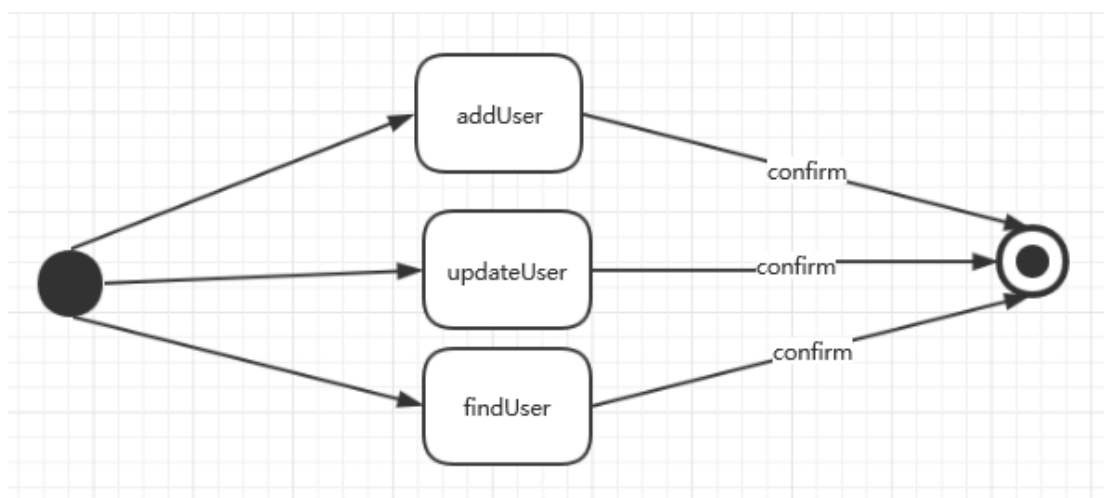 addUser
confirm
updateUser
confirm
findUser
confirm